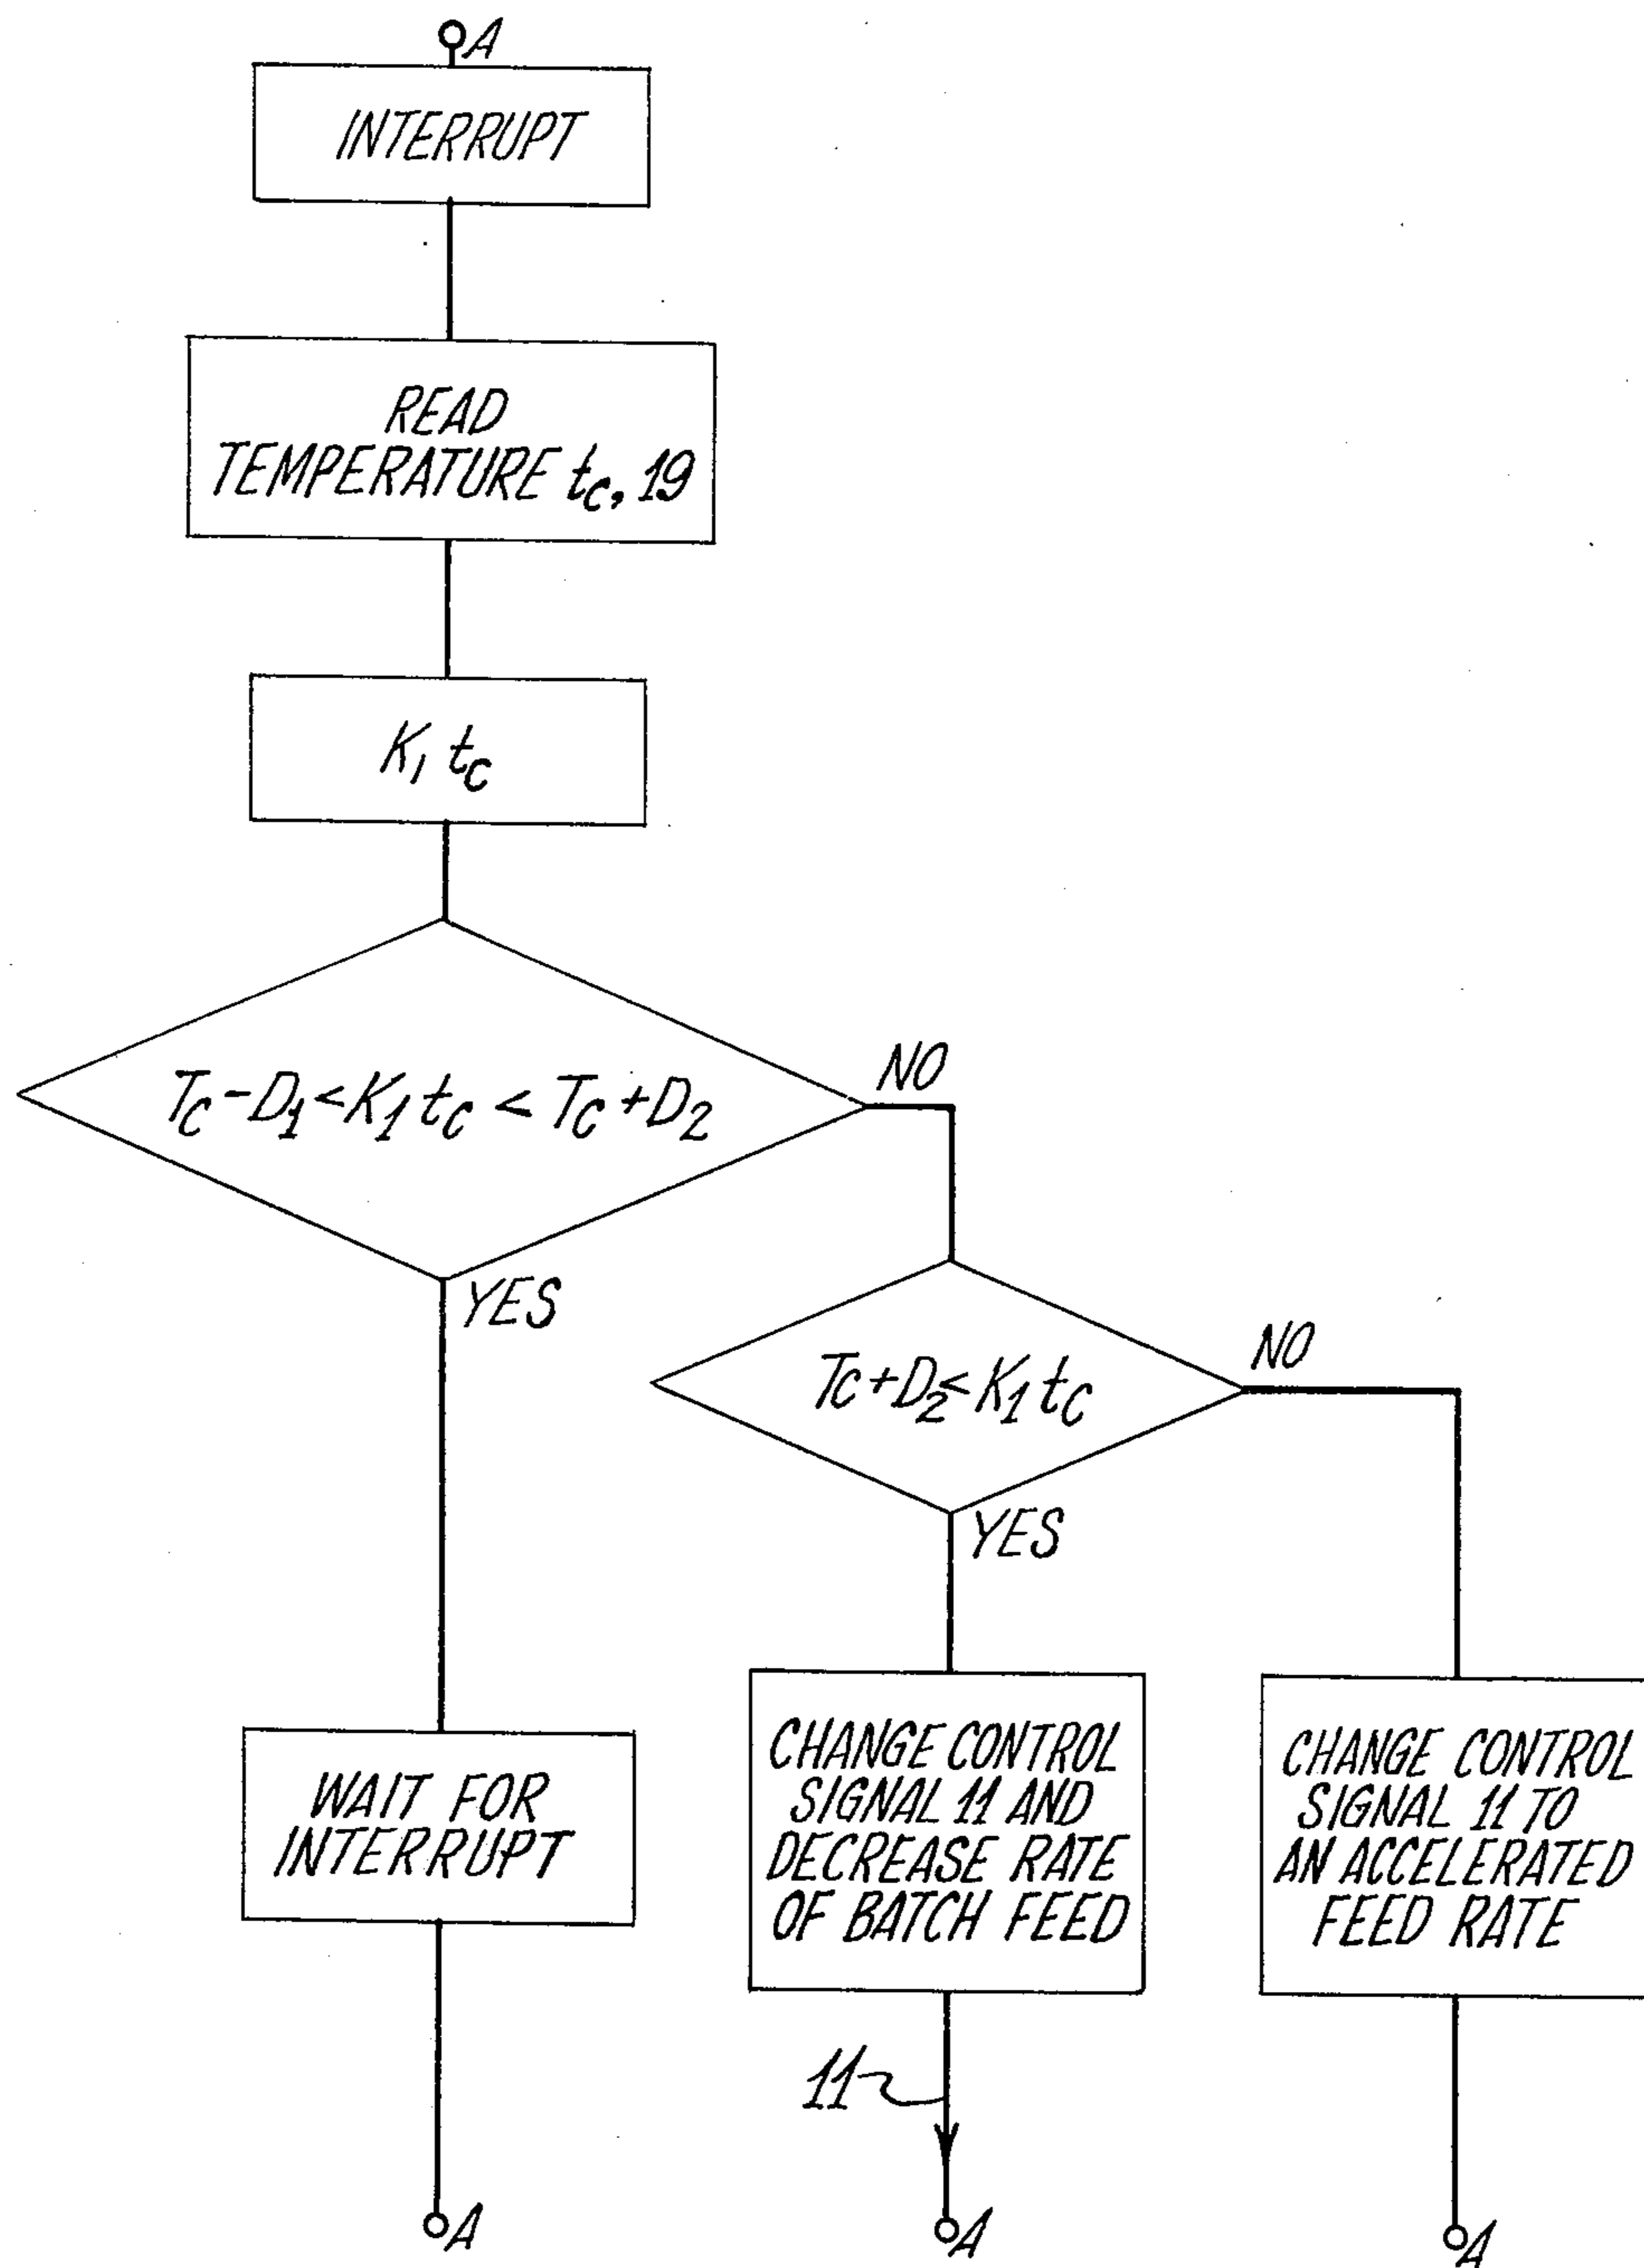 A
INTERRUPT
READ
TEMPERATURE tc, 19
K1 tc
Tc-D1<K1tc<Tc+D2
NO
YES
Tc+D2<K1tc
NO
YES
WAIT FOR
INTERRUPT
CHANGE CONTROL
SIGNAL 11 AND
DECREASE RATE
OF BATCH FEED
CHANGE CONTROL
SIGNAL 11 TO
AN ACCELERATED
FEED RATE
11
A
A
A